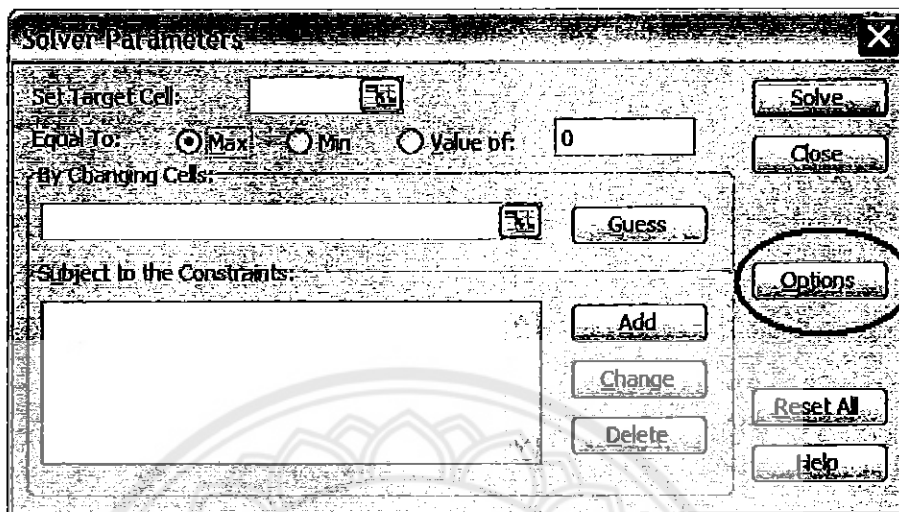 Solver Parameters
Set Target Cell:
Solve
Equal To: Max Min Value of: 0
Close
By Changing Cells:
Guess
Subject to the Constraints:
Options
Add
Change
Reset All
Delete
Help